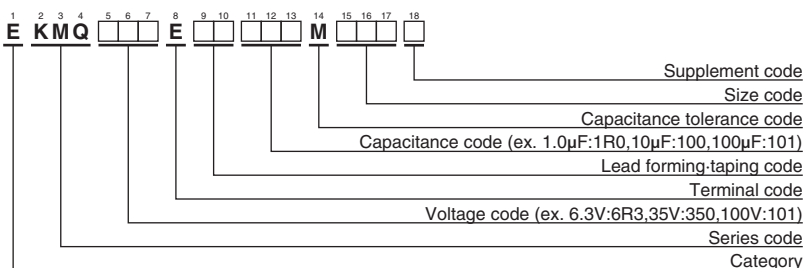 1 2 3 4 5 6 7 8 9 10 11 12 13 14 15 16 17 18
E KMQ E M
Supplement code
Size code
Capacitance tolerance code
Capacitance code (ex. 1.0μF:1R0,10μF:100,100μF:101)
Lead forming·taping code
Terminal code
Voltage code (ex. 6.3V:6R3,35V:350,100V:101)
Series code
Category